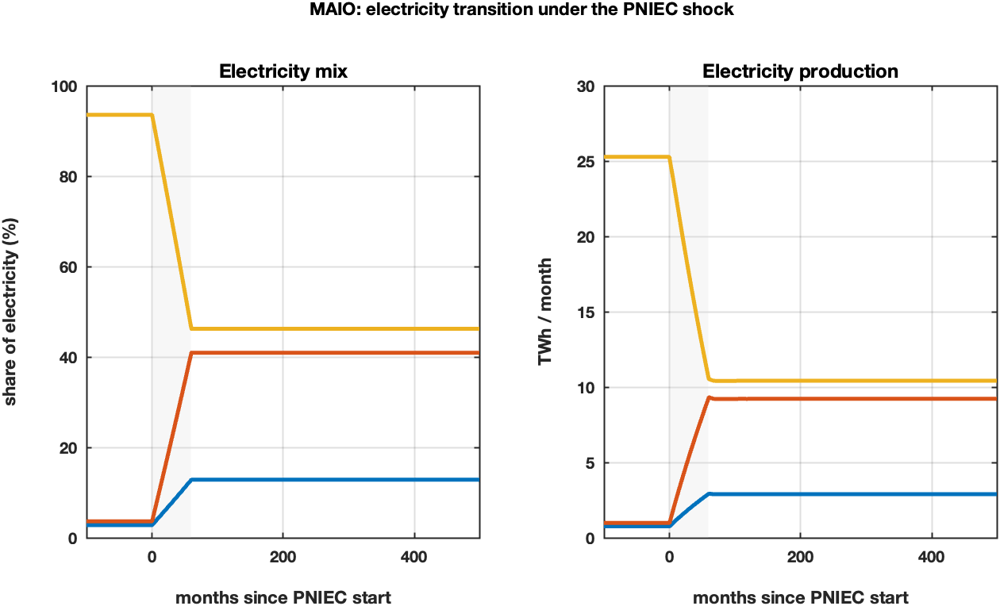 MAIO: electricity transition under the PNIEC shock
Electricity mix
share of electricity (%)
100
80
60
40
20
0
0 200 400
months since PNIEC start
Electricity production
TWh / month
30
25
20
15
10
5
0
0 200 400
months since PNIEC start